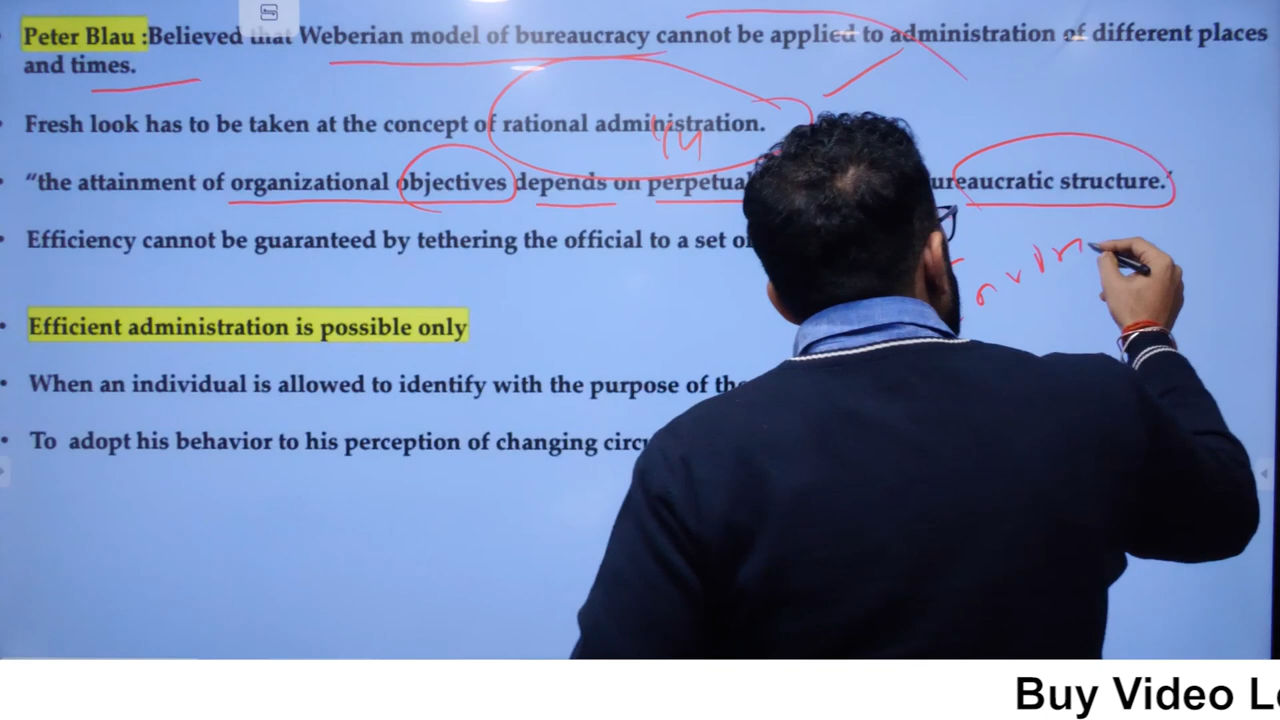 Peter Blau :Believed that Weberian model of bureaucracy cannot be applied to administration of different places
and times.
Fresh look has to be taken at the concept of rational administration.
“the attainment of organizational objectives depends on perpetual ureaucratic structure.”
Efficiency cannot be guaranteed by tethering the official to a set
Efficient administration is possible only
When an individual is allowed to identify with the purpose of
To adopt his behavior to his perception of changing
Buy Video